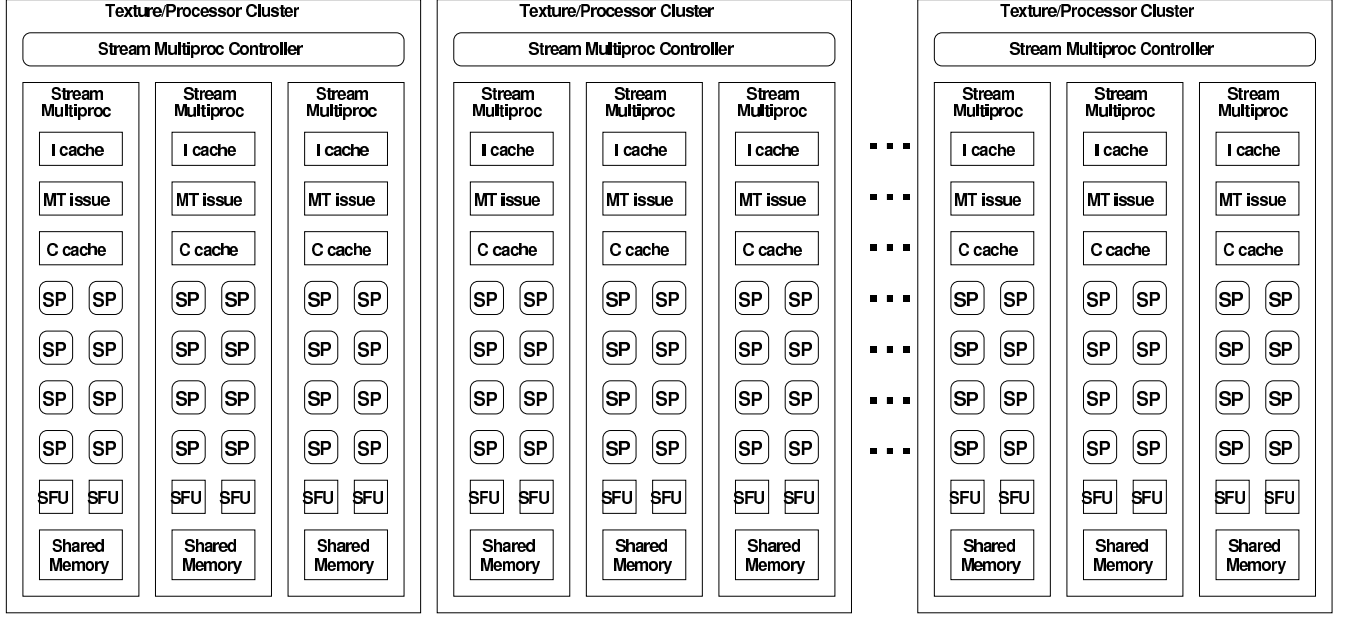 Texture/Processor Cluster Texture/Processor Cluster Texture/Processor Cluster
Stream Multiproc Controller Stream Multiproc Controller Stream Multiproc Controller
Stream Stream Stream Stream Stream Stream Stream Stream Stream
Multiproc Multiproc Multiproc Multiproc Multiproc Multiproc Multiproc Multiproc Multiproc
I cache I cache I cache I cache I cache I cache ... I cache I cache I cache
MT issue MT issue MT issue MT issue MT issue MT issue ... MT issue MT issue MT issue
C cache C cache C cache C cache C cache C cache ... C cache C cache C cache
SP SP SP SP SP SP SP SP SP SP SP SP ... SP SP SP SP SP SP
SP SP SP SP SP SP SP SP SP SP SP SP ... SP SP SP SP SP SP
SP SP SP SP SP SP SP SP SP SP SP SP ... SP SP SP SP SP SP
SP SP SP SP SP SP SP SP SP SP SP SP ... SP SP SP SP SP SP
SFU SFU SFU SFU SFU SFU SFU SFU SFU SFU SFU SFU SFU SFU SFU SFU SFU SFU
Shared Shared Shared Shared Shared Shared Shared Shared Shared
Memory Memory Memory Memory Memory Memory Memory Memory Memory